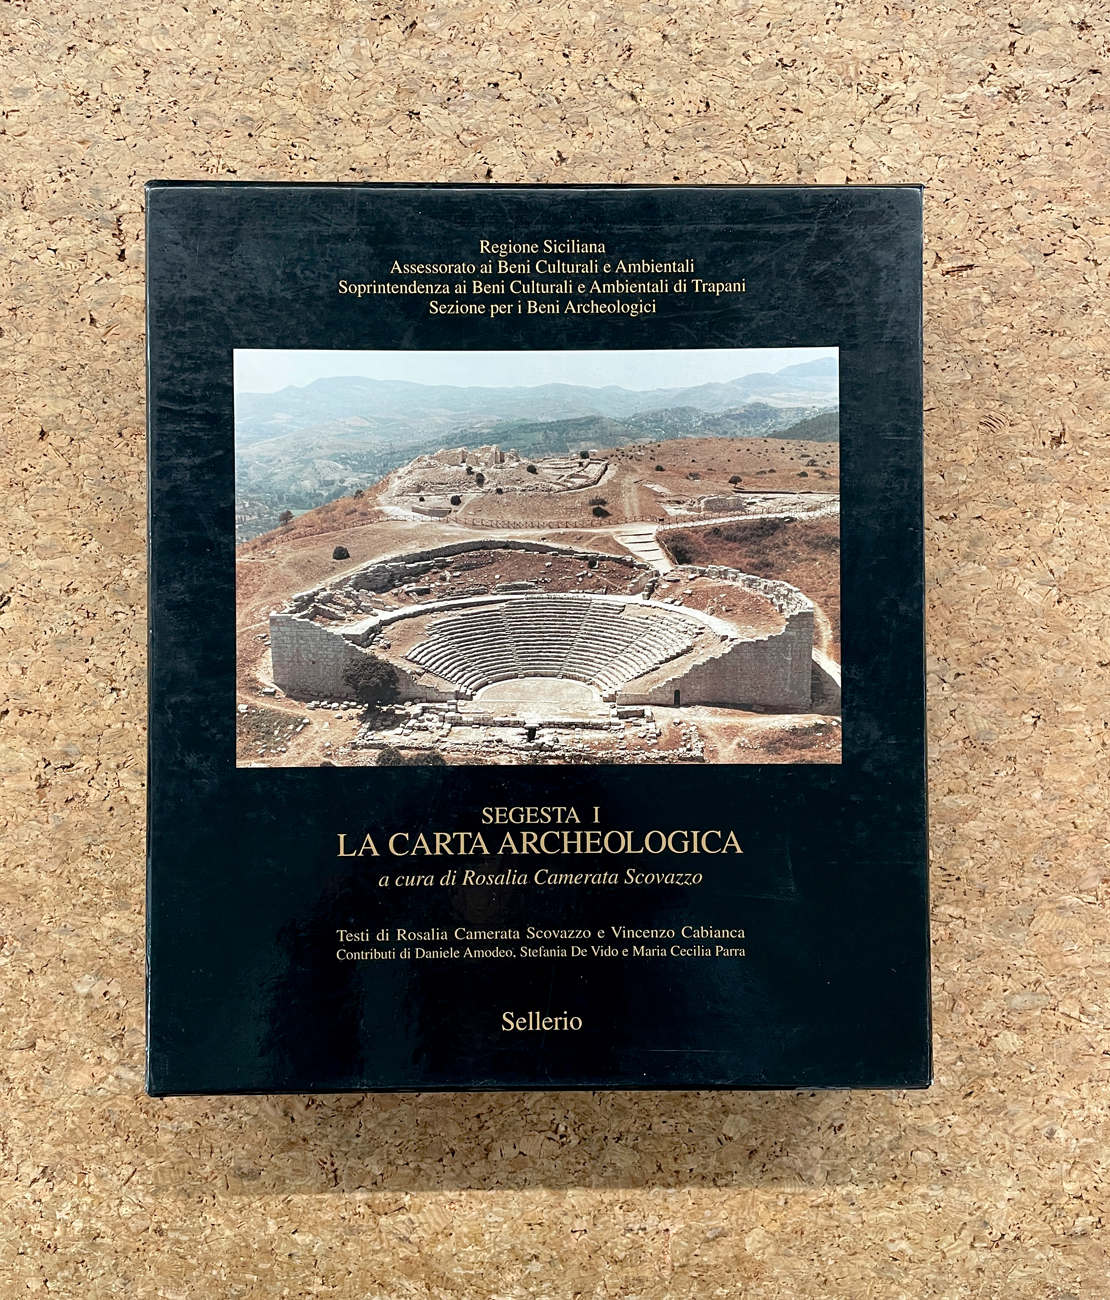 Regione Siciliana
Assessorato ai Beni Culturali e Ambientali
Soprintendenza ai Beni Culturali e Ambientali di Trapani
Sezione per i Beni Archeologici
SEGESTA I
LA CARTA ARCHEOLOGICA
a cura di Rosalia Camerata Scovazzo
Testi di Rosalia Camerata Scovazzo e Vincenzo Cabianca
Contributi di Daniele Amodeo, Stefania De Vido e Maria Cecilia Parra
Sellerio